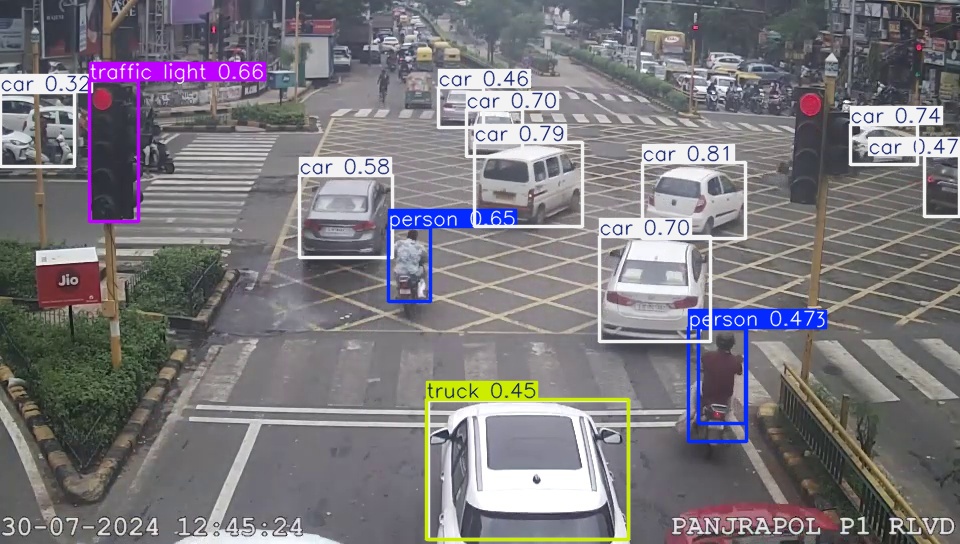 traffic light 0.66
car 0.32
car 0.46
car 0.70
car 0.79
car 0.74
car 0.47
car 0.58
car 0.81
person 0.65
car 0.70
Jio
person 0.473
truck 0.45
30-07-2024 12:45:24
PANJRAPOL P1 RLVD